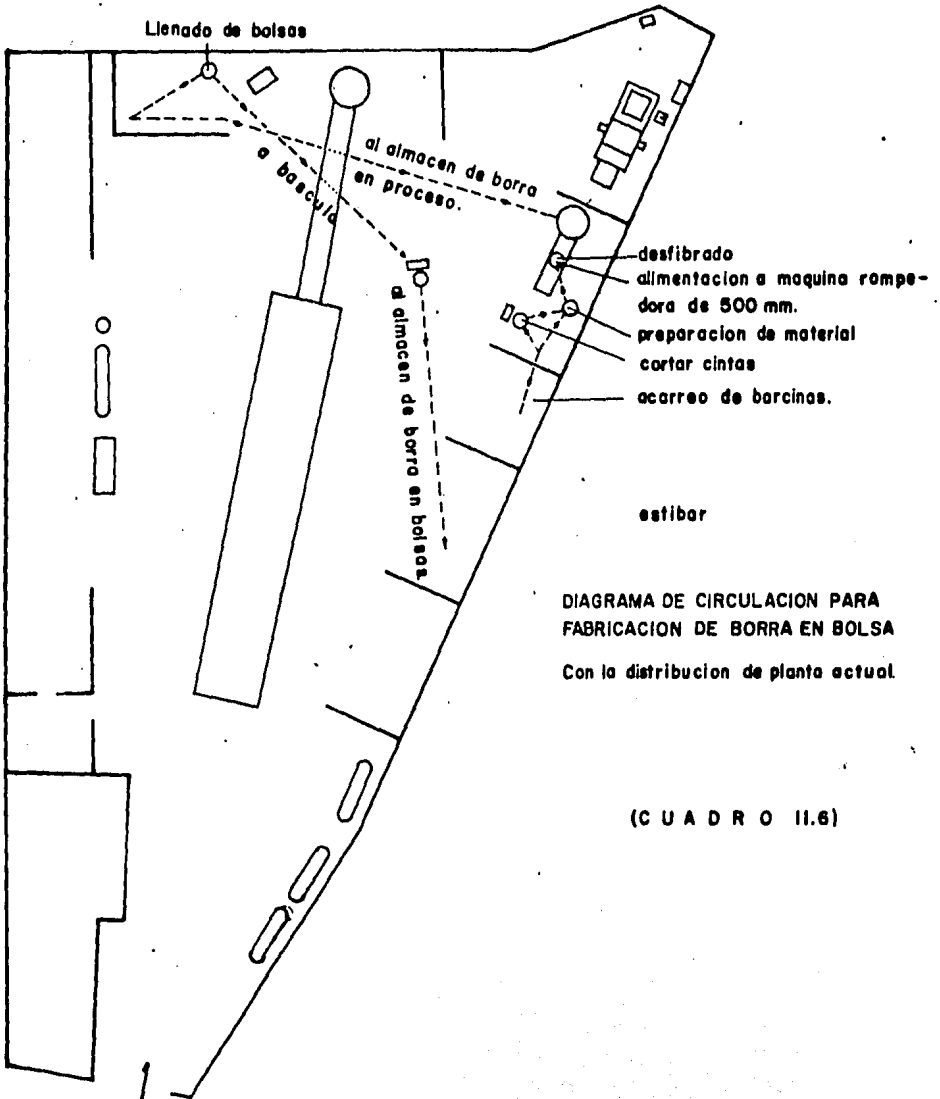 Llenado de bolsas
al almacen de borra
en proceso.
a bascula
al almacen de borra en bolsas.
desfibrado
alimentacion a maquina rompe-
dora de 500 mm.
preparacion de material
cortar cintas
acarreo de barcinas.
estibar
DIAGRAMA DE CIRCULACION PARA
FABRICACION DE BORRA EN BOLSA
Con la distribucion de planta actual.
(CUADRO II.6)